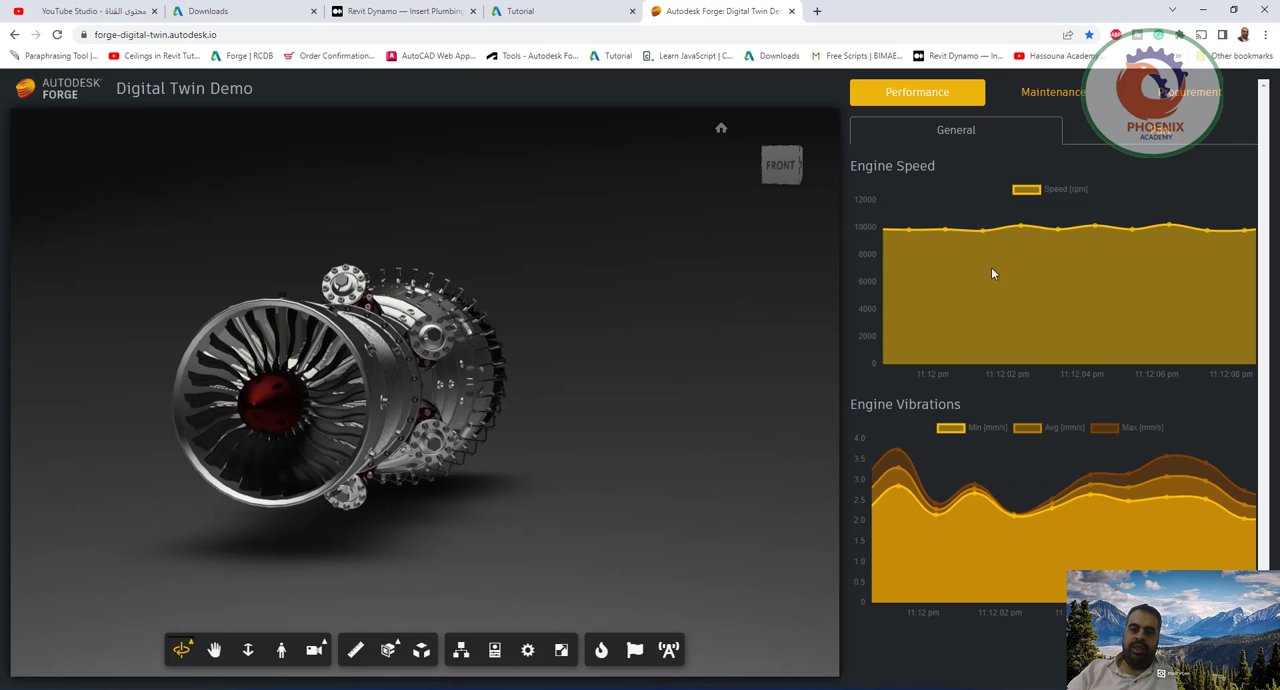 YouTube Studio - محتوى القناة
Downloads
Revit Dynamo — Insert Plumbing
Tutorial
Autodesk Forge: Digital Twin De
forge-digital-twin.autodesk.io
Paraphrasing Tool |...
Ceilings in Revit Tut...
Forge | RCDB
Order Confirmation...
AutoCAD Web App...
Tools - Autodesk Fo...
Tutorial
Learn JavaScript | C...
Downloads
Free Scripts | BIMAE...
Revit Dynamo — In...
Hassouna Academy...
Other bookmarks
AUTODESK
FORGE
Digital Twin Demo
Performance
Maintenance
Procurement
PHOENIX
ACADEMY
General
FRONT
Engine Speed
Speed [rpm]
12000
10000
8000
6000
4000
2000
0
11:12 pm
11:12:02 pm
11:12:04 pm
11:12:06 pm
11:12:08 pm
Engine Vibrations
Min [mm/s]
Avg [mm/s]
Max [mm/s]
4.0
3.5
3.0
2.5
2.0
1.5
1.0
0.5
0
11:12 pm
11:12:02 pm